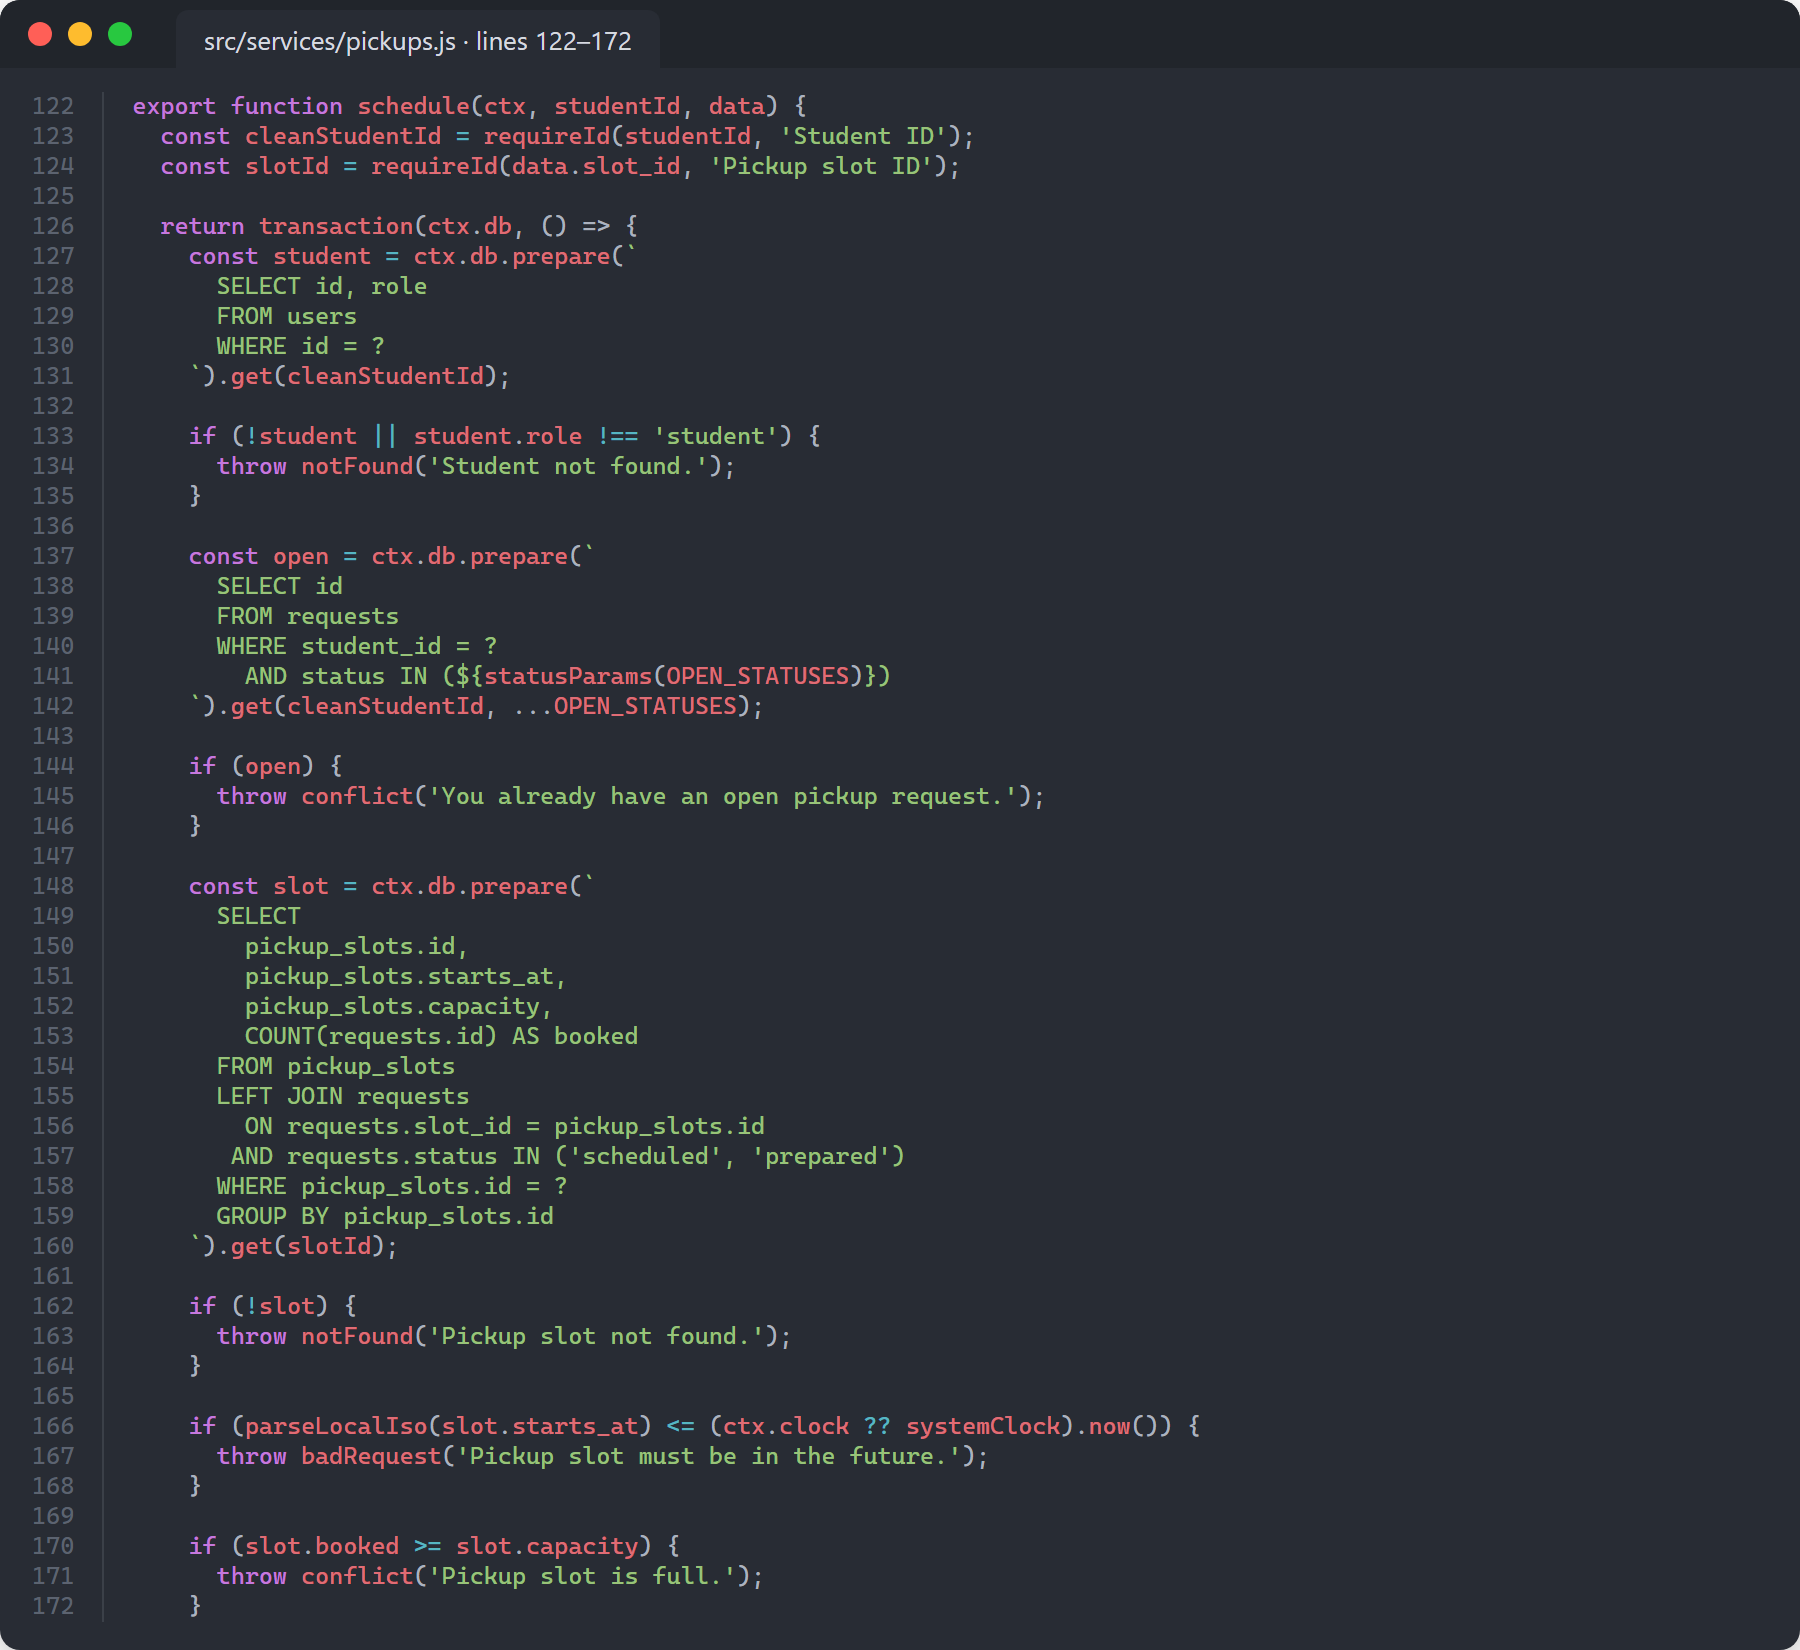 src/services/pickups.js · lines 122–172
122 export function schedule(ctx, studentId, data) {
123   const cleanStudentId = requireId(studentId, 'Student ID');
124   const slotId = requireId(data.slot_id, 'Pickup slot ID');
125
126   return transaction(ctx.db, () => {
127     const student = ctx.db.prepare(`
128       SELECT id, role
129       FROM users
130       WHERE id = ?
131     `).get(cleanStudentId);
132
133     if (!student || student.role !== 'student') {
134       throw notFound('Student not found.');
135     }
136
137     const open = ctx.db.prepare(`
138       SELECT id
139       FROM requests
140       WHERE student_id = ?
141         AND status IN (${statusParams(OPEN_STATUSES)})
142     `).get(cleanStudentId, ...OPEN_STATUSES);
143
144     if (open) {
145       throw conflict('You already have an open pickup request.');
146     }
147
148     const slot = ctx.db.prepare(`
149       SELECT
150         pickup_slots.id,
151         pickup_slots.starts_at,
152         pickup_slots.capacity,
153         COUNT(requests.id) AS booked
154       FROM pickup_slots
155       LEFT JOIN requests
156         ON requests.slot_id = pickup_slots.id
157        AND requests.status IN ('scheduled', 'prepared')
158       WHERE pickup_slots.id = ?
159       GROUP BY pickup_slots.id
160     `).get(slotId);
161
162     if (!slot) {
163       throw notFound('Pickup slot not found.');
164     }
165
166     if (parseLocalIso(slot.starts_at) <= (ctx.clock ?? systemClock).now()) {
167       throw badRequest('Pickup slot must be in the future.');
168     }
169
170     if (slot.booked >= slot.capacity) {
171       throw conflict('Pickup slot is full.');
172     }